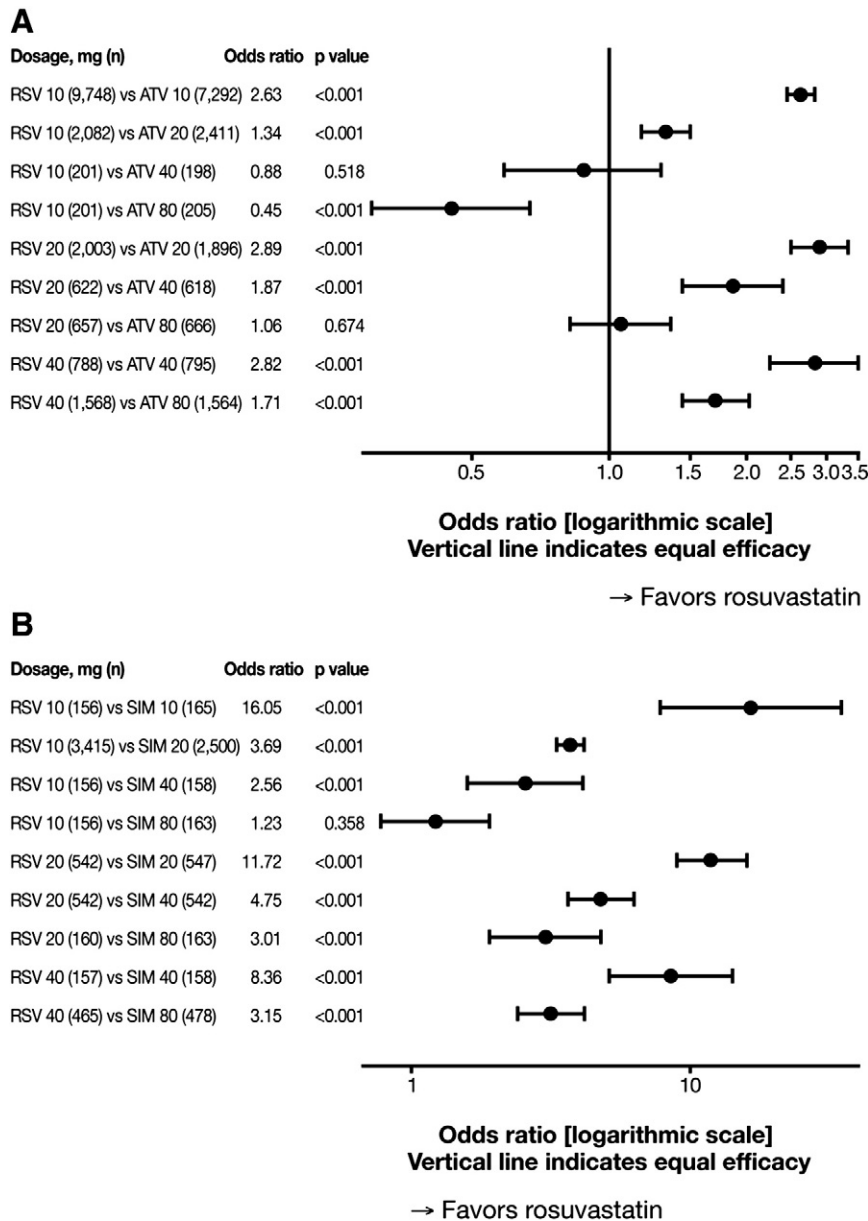 A
Dosage, mg (n) Odds ratio p value
RSV 10 (9,748) vs ATV 10 (7,292) 2.63 <0.001
RSV 10 (2,082) vs ATV 20 (2,411) 1.34 <0.001
RSV 10 (201) vs ATV 40 (198) 0.88 0.518
RSV 10 (201) vs ATV 80 (205) 0.45 <0.001
RSV 20 (2,003) vs ATV 20 (1,896) 2.89 <0.001
RSV 20 (622) vs ATV 40 (618) 1.87 <0.001
RSV 20 (657) vs ATV 80 (666) 1.06 0.674
RSV 40 (788) vs ATV 40 (795) 2.82 <0.001
RSV 40 (1,568) vs ATV 80 (1,564) 1.71 <0.001
0.5 1.0 1.5 2.0 2.5 3.0 3.5
Odds ratio [logarithmic scale]
Vertical line indicates equal efficacy
→ Favors rosuvastatin
B
Dosage, mg (n) Odds ratio p value
RSV 10 (156) vs SIM 10 (165) 16.05 <0.001
RSV 10 (3,415) vs SIM 20 (2,500) 3.69 <0.001
RSV 10 (156) vs SIM 40 (158) 2.56 <0.001
RSV 10 (156) vs SIM 80 (163) 1.23 0.358
RSV 20 (542) vs SIM 20 (547) 11.72 <0.001
RSV 20 (542) vs SIM 40 (542) 4.75 <0.001
RSV 20 (160) vs SIM 80 (163) 3.01 <0.001
RSV 40 (157) vs SIM 40 (158) 8.36 <0.001
RSV 40 (465) vs SIM 80 (478) 3.15 <0.001
1 10
Odds ratio [logarithmic scale]
Vertical line indicates equal efficacy
→ Favors rosuvastatin